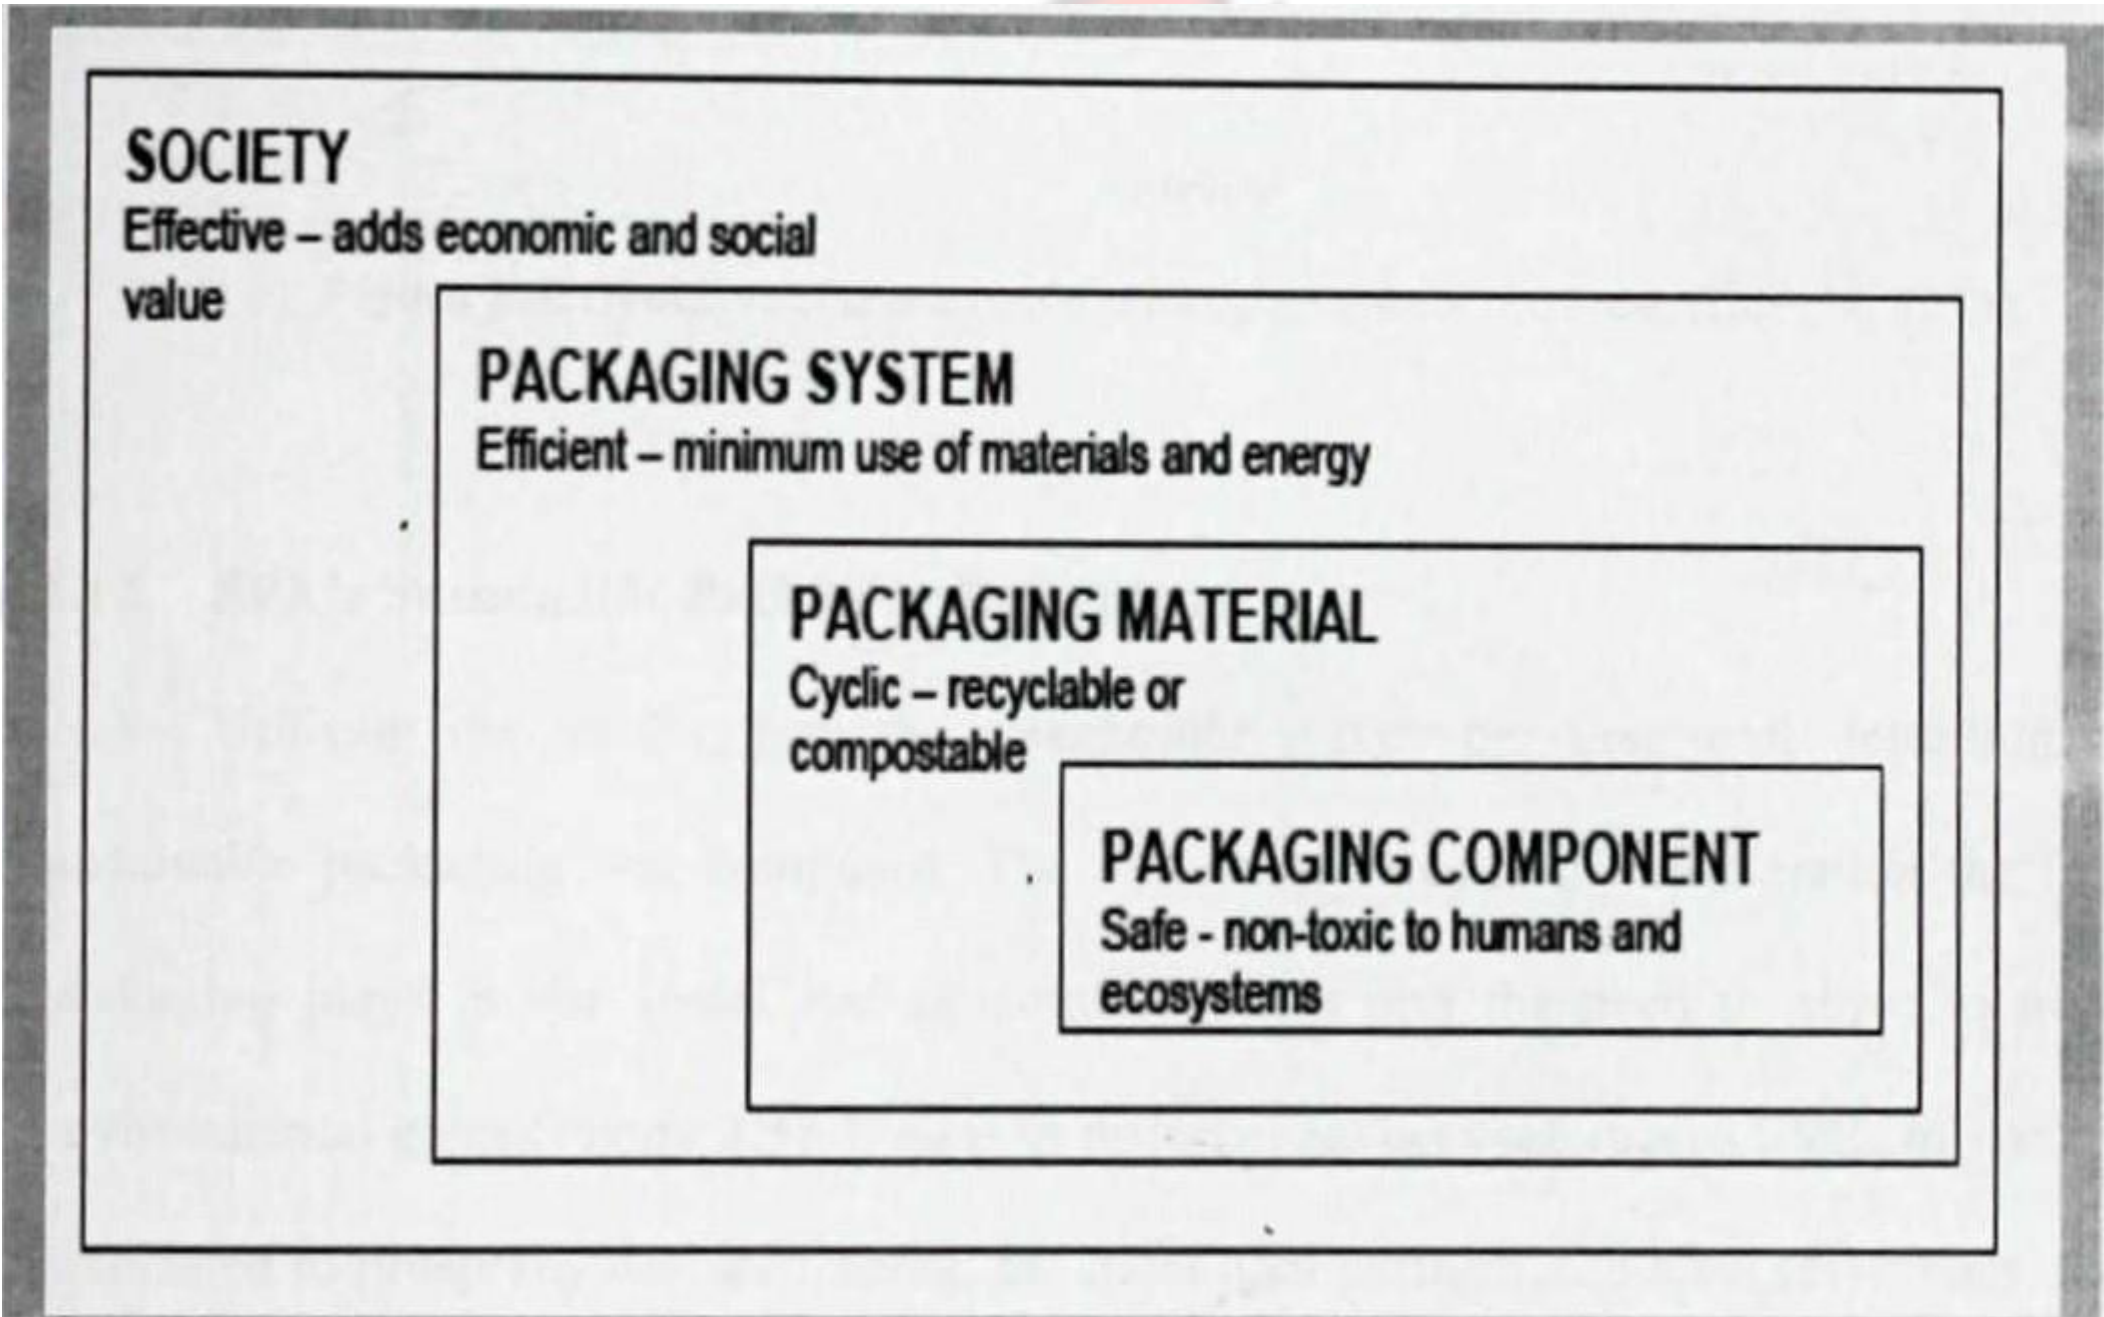 SOCIETY
Effective – adds economic and social
value
PACKAGING SYSTEM
Efficient – minimum use of materials and energy
PACKAGING MATERIAL
Cyclic – recyclable or
compostable
PACKAGING COMPONENT
Safe - non-toxic to humans and
ecosystems